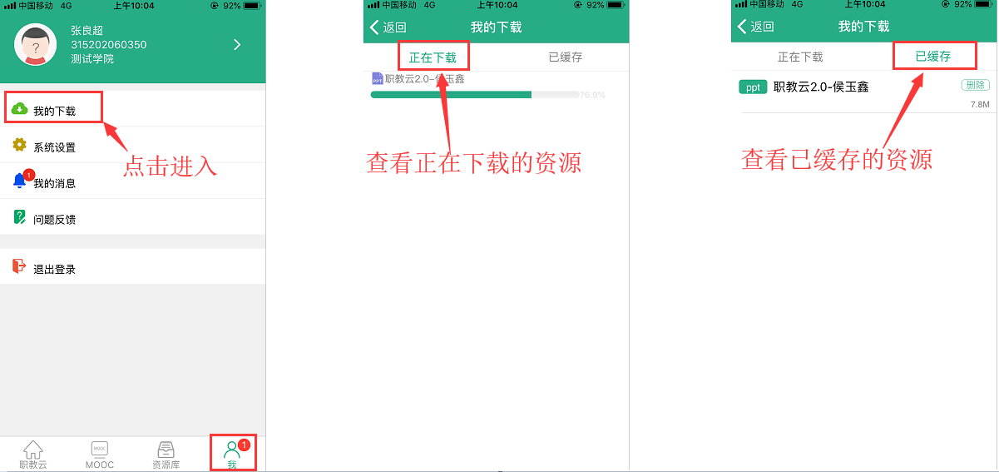 中国移动 4G 上午10:04 92%
张良超
315202060350
测试学院
我的下载
点击进入
系统设置
1
我的消息
问题反馈
退出登录
1
职教云 MOOC 资源库 我
中国移动 4G 上午10:04 92%
返回 我的下载
正在下载 已缓存
PPT 职教云2.0-侯玉鑫
76.9%
查看正在下载的资源
中国移动 4G 上午10:04 92%
返回 我的下载
正在下载 已缓存
ppt 职教云2.0-侯玉鑫 删除
7.8M
查看已缓存的资源